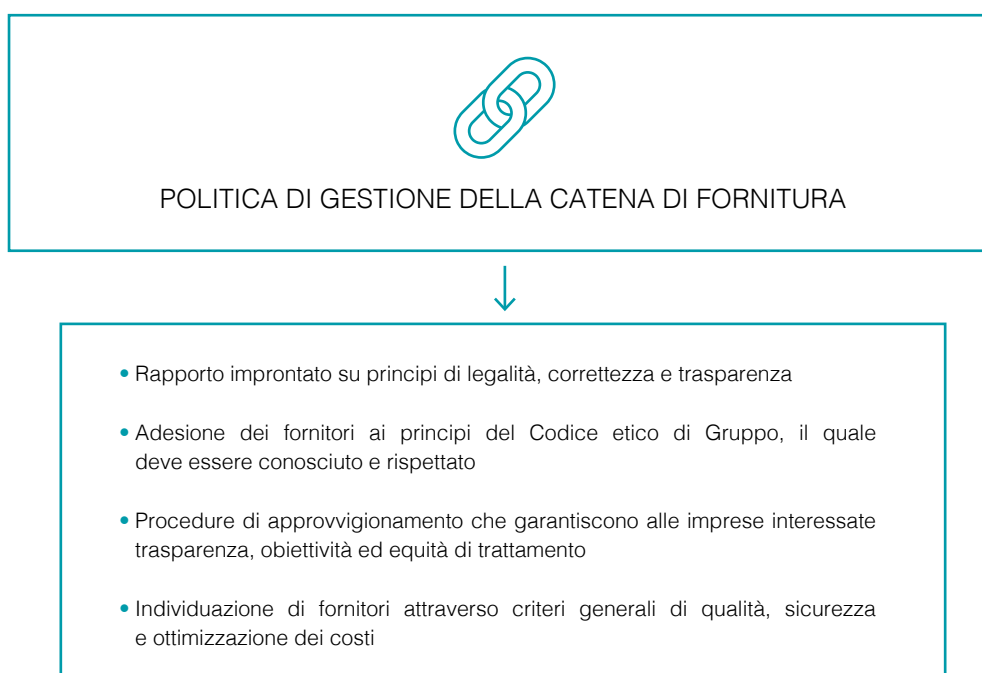 POLITICA DI GESTIONE DELLA CATENA DI FORNITURA
• Rapporto improntato su principi di legalità, correttezza e trasparenza
• Adesione dei fornitori ai principi del Codice etico di Gruppo, il quale
deve essere conosciuto e rispettato
• Procedure di approvvigionamento che garantiscono alle imprese interessate
trasparenza, obiettività ed equità di trattamento
• Individuazione di fornitori attraverso criteri generali di qualità, sicurezza
e ottimizzazione dei costi